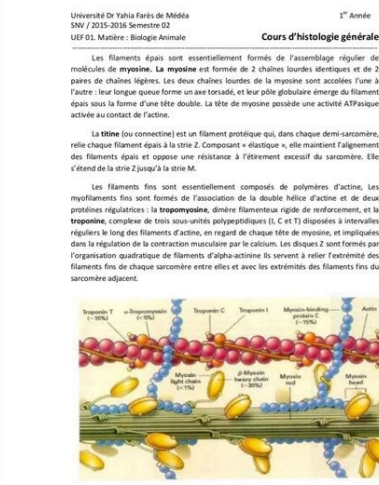 Université Dr Yahia Farès de Médéa 1er Année
SNV / 2015-2016 Semestre 02
UEF 01. Matière : Biologie Animale Cours d'histologie générale
Les filaments épais sont essentiellement formés de l'assemblage régulier de
molécules de myosine. La myosine est formée de 2 chaînes lourdes identiques et de 2
paires de chaînes légères. Les deux chaînes lourdes de la myosine sont accolées l'une à
l'autre : leur longue queue forme un axe torsadé, et leur pôle globulaire émerge du filament
épais sous la forme d'une tête double. La tête de myosine possède une activité ATPasique
activée au contact de l'actine.
La titine (ou connectine) est un filament protéique qui, dans chaque demi-sarcomère,
relie chaque filament épais à la strie Z. Composant « élastique », elle maintient l'alignement
des filaments épais et oppose une résistance à l'étirement excessif du sarcomère. Elle
s'étend de la strie Z jusqu'à la strie M.
Les filaments fins sont essentiellement composés de polymères d'actine, Les
myofilaments fins sont formés de l'association de la double hélice d'actine et de deux
protéines régulatrices : la tropomyosine, dimère filamenteux rigide de renforcement, et la
troponine, complexe de trois sous-unités polypeptidiques (I, C et T) disposées à intervalles
réguliers le long des filaments d'actine, en regard de chaque tête de myosine, et impliquées
dans la régulation de la contraction musculaire par le calcium. Les disques Z sont formés par
l'organisation quadratique de filaments d'alpha-actinine Ils servent à relier l'extrémité des
filaments fins de chaque sarcomère entre elles et avec les extrémités des filaments fins du
sarcomère adjacent.
Troponin T α-Tropomyosin Troponin C Troponin I Myosin-binding protein C Actin
Myosin light chain β-Myosin heavy chain Myosin rod Myosin head